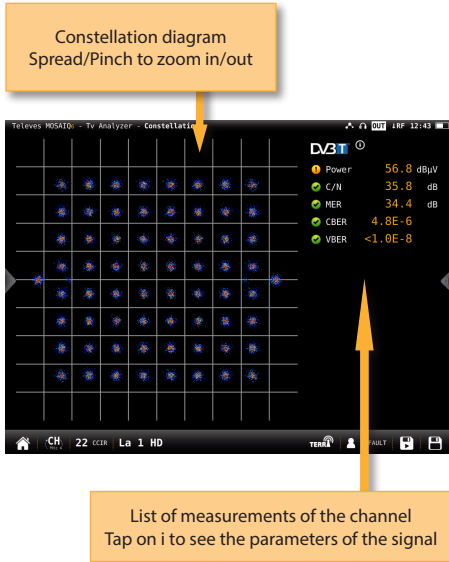 Constellation diagram
Spread/Pinch to zoom in/out
Televes MOSAIQ6 - Tv Analyzer - Constellation
OUT ↓RF 12:43
DVB T i
! Power 56.8 dBµV
C/N 35.8 dB
MER 34.4 dB
CBER 4.8E-6
VBER <1.0E-8
CH 22 CCIR La 1 HD TERR
List of measurements of the channel
Tap on i to see the parameters of the signal